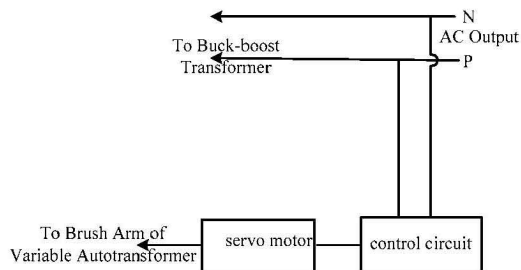 N
AC Output
To Buck-boost
Transformer
P
To Brush Arm of
Variable Autotransformer
servo motor
control circuit